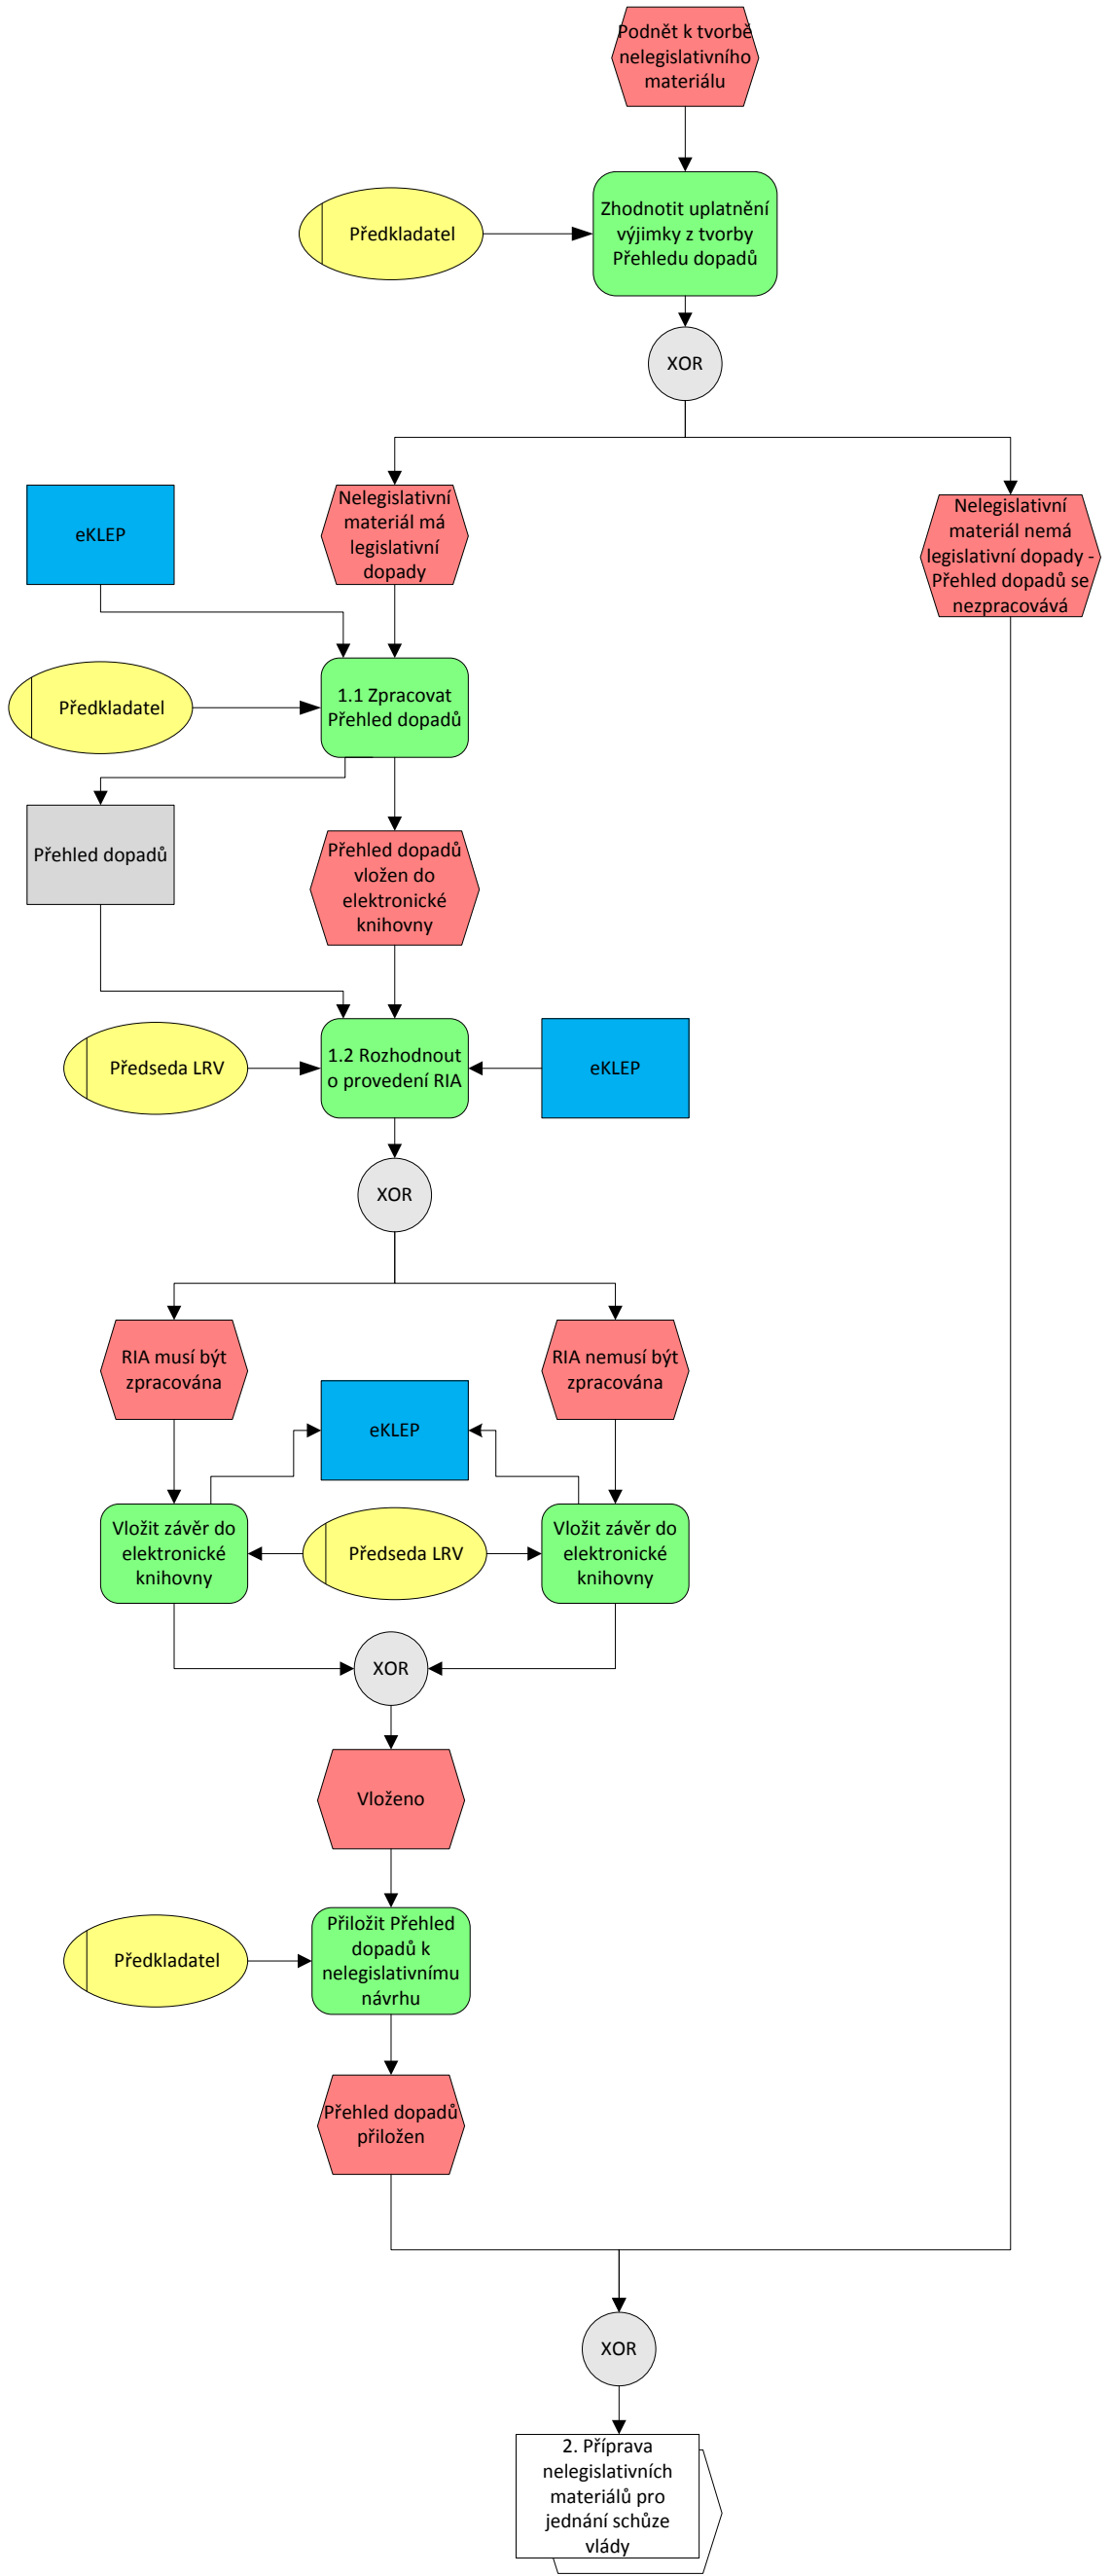 Podnět k tvorbě
nelegislativního
materiálu
Předkladatel
Zhodnotit uplatnění
výjimky z tvorby
Přehledu dopadů
XOR
eKLEP
Nelegislativní
materiál má
legislativní
dopady
Nelegislativní
materiál nemá
legislativní dopady -
Přehled dopadů se
nezpracovává
Předkladatel
1.1 Zpracovat
Přehled dopadů
Přehled dopadů
Přehled dopadů
vložen do
elektronické
knihovny
Předseda LRV
1.2 Rozhodnout
o provedení RIA
eKLEP
XOR
RIA musí být
zpracována
RIA nemusí být
zpracována
eKLEP
Vložit závěr do
elektronické
knihovny
Předseda LRV
Vložit závěr do
elektronické
knihovny
XOR
Vloženo
Předkladatel
Přiložit Přehled
dopadů k
nelegislativnímu
návrhu
Přehled dopadů
přiložen
XOR
2. Příprava
nelegislativních
materiálů pro
jednání schůze
vlády